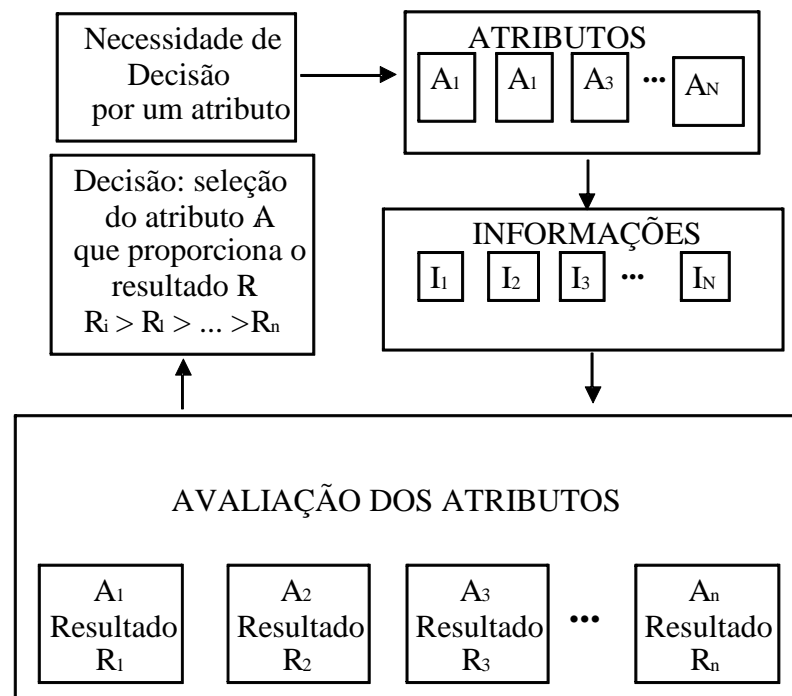 Necessidade de
Decisão
por um atributo
ATRIBUTOS
A1 A1 A3 ... AN
INFORMAÇÕES
I1 I2 I3 ... IN
Decisão: seleção
do atributo A
que proporciona o
resultado R
Ri > Rl > ... >Rn
AVALIAÇÃO DOS ATRIBUTOS
A1
Resultado
R1
A2
Resultado
R2
A3
Resultado
R3
...
An
Resultado
Rn